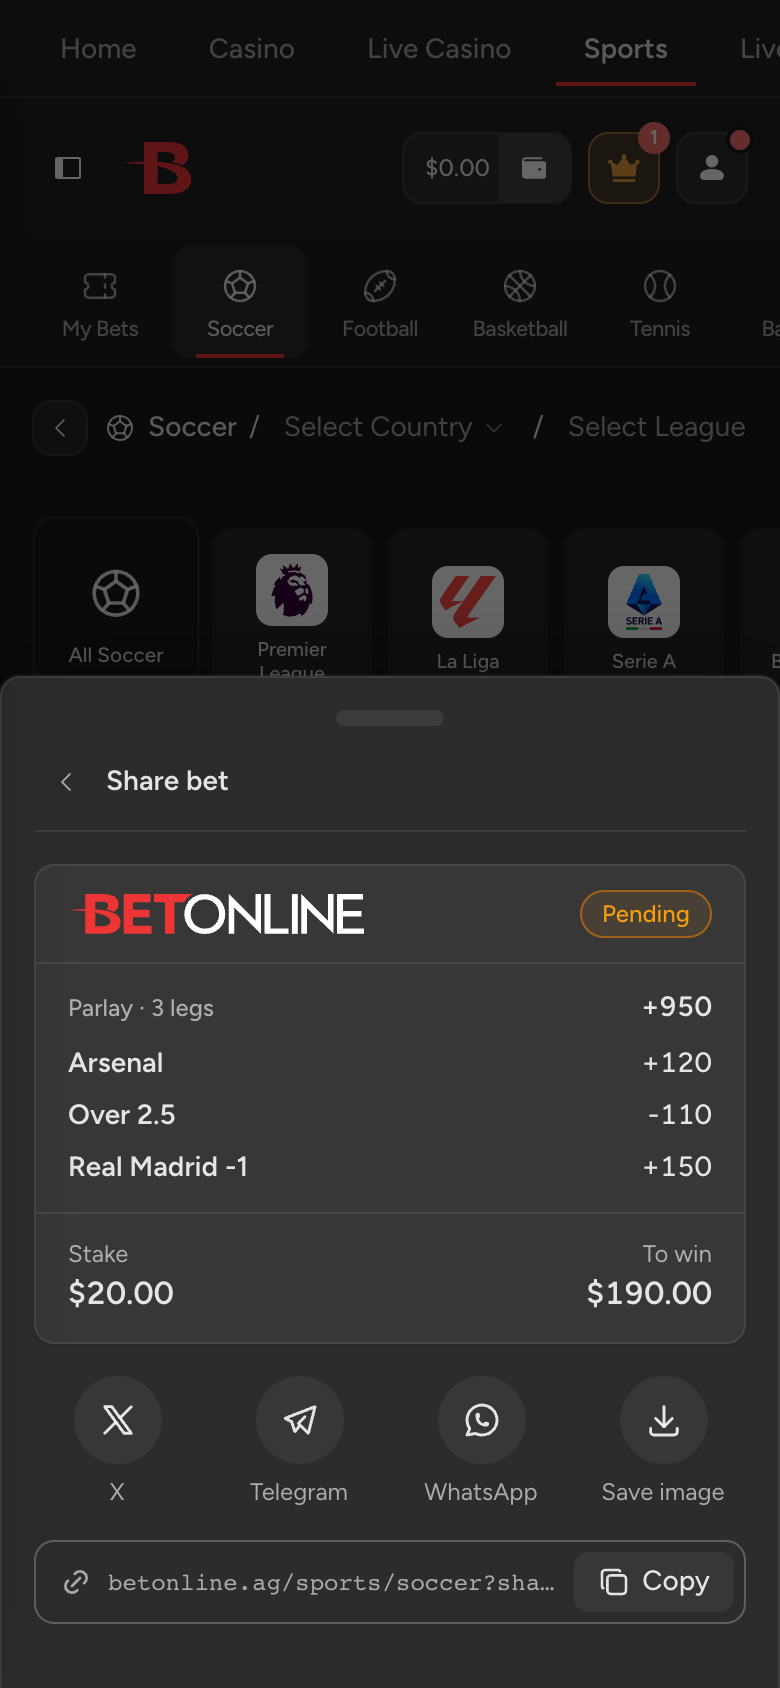 Home Casino Live Casino Sports Live
B $0.00 1
My Bets Soccer Football Basketball Tennis Ba
Soccer / Select Country / Select League
All Soccer Premier League La Liga SERIE A Serie A B
Share bet
BETONLINE Pending
Parlay · 3 legs +950
Arsenal +120
Over 2.5 -110
Real Madrid -1 +150
Stake To win
$20.00 $190.00
X Telegram WhatsApp Save image
betonline.ag/sports/soccer?sha… Copy